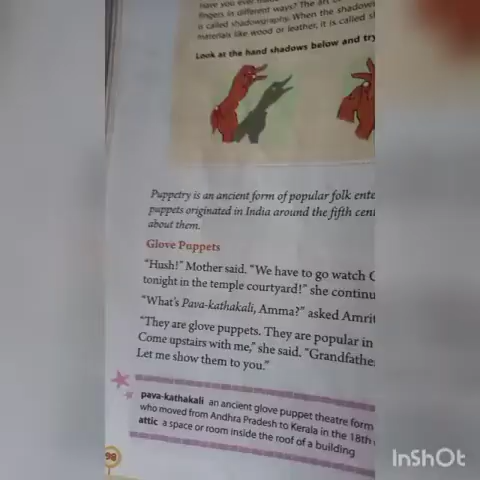 Have you ever
fingers in different ways? The art of
is called shadowgraphy. When the shadow
materials like wood or leather, it is called s
Look at the hand shadows below and try
Puppetry is an ancient form of popular folk ente
puppets originated in India around the fifth cen
about them.
Glove Puppets
“Hush!” Mother said. “We have to go watch
tonight in the temple courtyard!” she continu
“What’s Pava-kathakali, Amma?” asked Amrit
“They are glove puppets. They are popular in
Come upstairs with me,” she said. “Grandfathe
Let me show them to you.”
pava-kathakali an ancient glove puppet theatre form
who moved from Andhra Pradesh to Kerala in the 18th
attic a space or room inside the roof of a building
98
InShOt